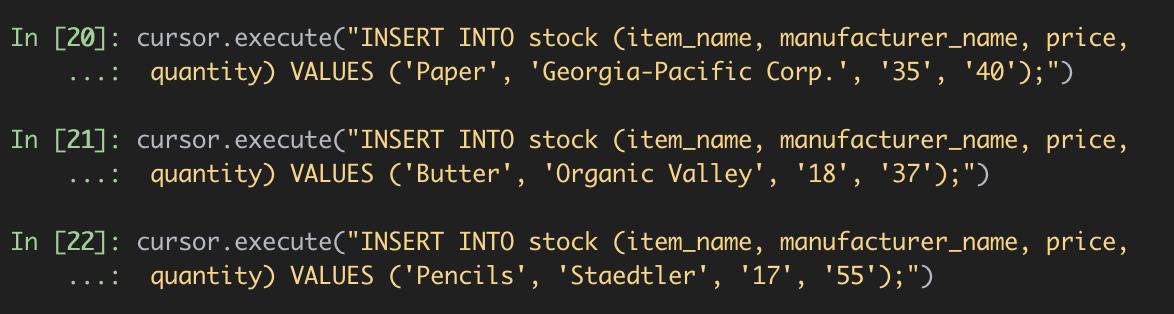 In [20]: cursor.execute("INSERT INTO stock (item_name, manufacturer_name, price,
...: quantity) VALUES ('Paper', 'Georgia-Pacific Corp.', '35', '40');")
In [21]: cursor.execute("INSERT INTO stock (item_name, manufacturer_name, price,
...: quantity) VALUES ('Butter', 'Organic Valley', '18', '37');")
In [22]: cursor.execute("INSERT INTO stock (item_name, manufacturer_name, price,
...: quantity) VALUES ('Pencils', 'Staedtler', '17', '55');")